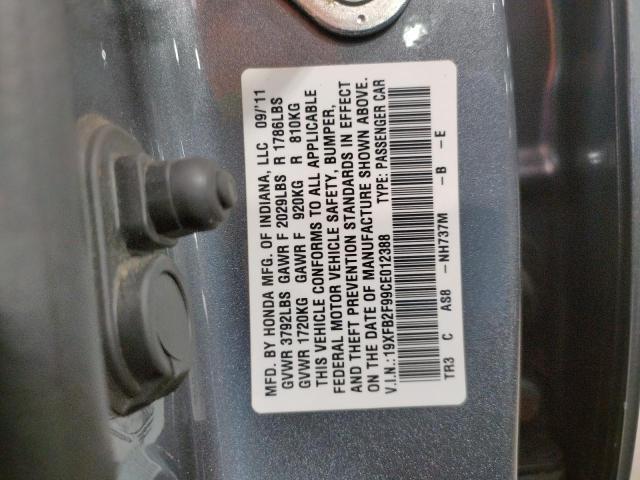 MFD. BY HONDA MFG. OF INDIANA, LLC 09/'11
GVWR 3792LBS GAWR F 2029LBS R 1786LBS
GVWR 1720KG GAWR F 920KG R 810KG
THIS VEHICLE CONFORMS TO ALL APPLICABLE
FEDERAL MOTOR VEHICLE SAFETY, BUMPER,
AND THEFT PREVENTION STANDARDS IN EFFECT
ON THE DATE OF MANUFACTURE SHOWN ABOVE.
V.I.N.:19XFB2F99CE012388 TYPE: PASSENGER CAR
TR3 C AS8 -NH737M -B -E